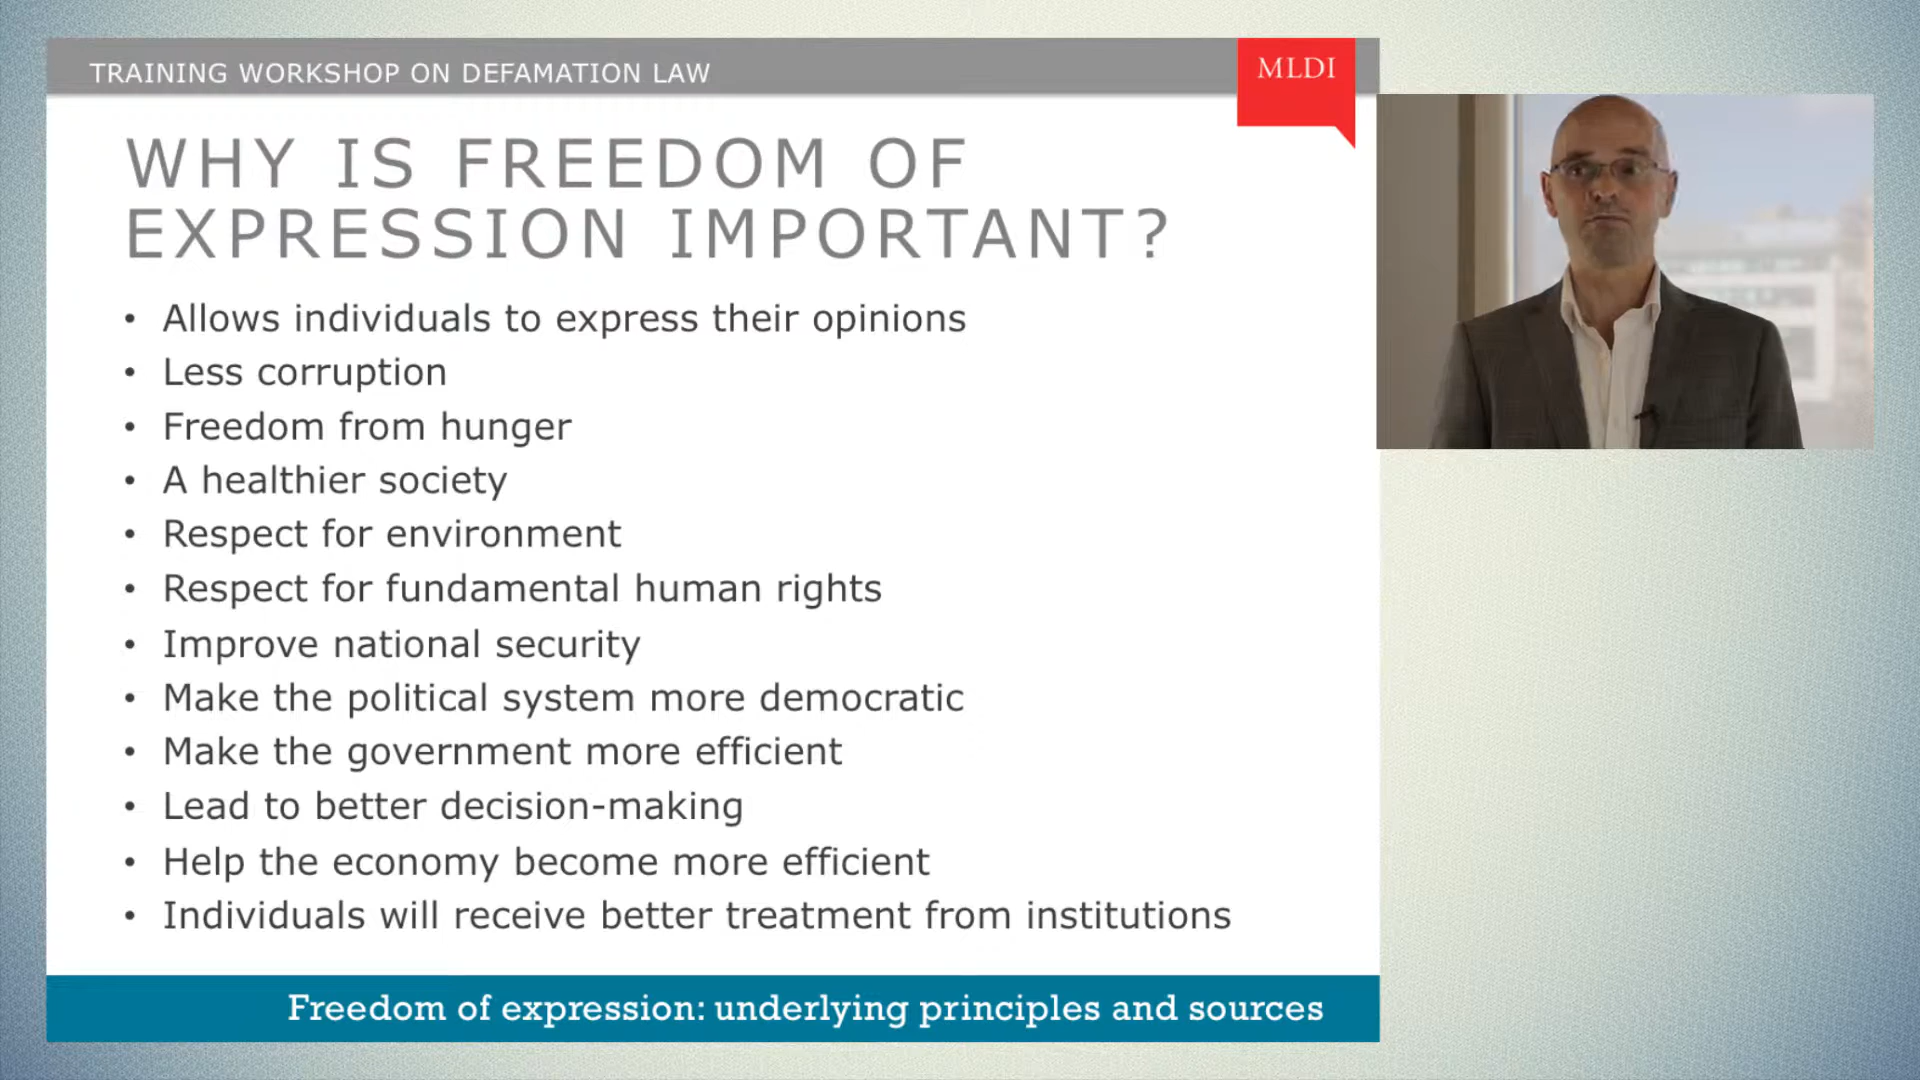 TRAINING WORKSHOP ON DEFAMATION LAW
MLDI
WHY IS FREEDOM OF
EXPRESSION IMPORTANT?
• Allows individuals to express their opinions
• Less corruption
• Freedom from hunger
• A healthier society
• Respect for environment
• Respect for fundamental human rights
• Improve national security
• Make the political system more democratic
• Make the government more efficient
• Lead to better decision-making
• Help the economy become more efficient
• Individuals will receive better treatment from institutions
Freedom of expression: underlying principles and sources